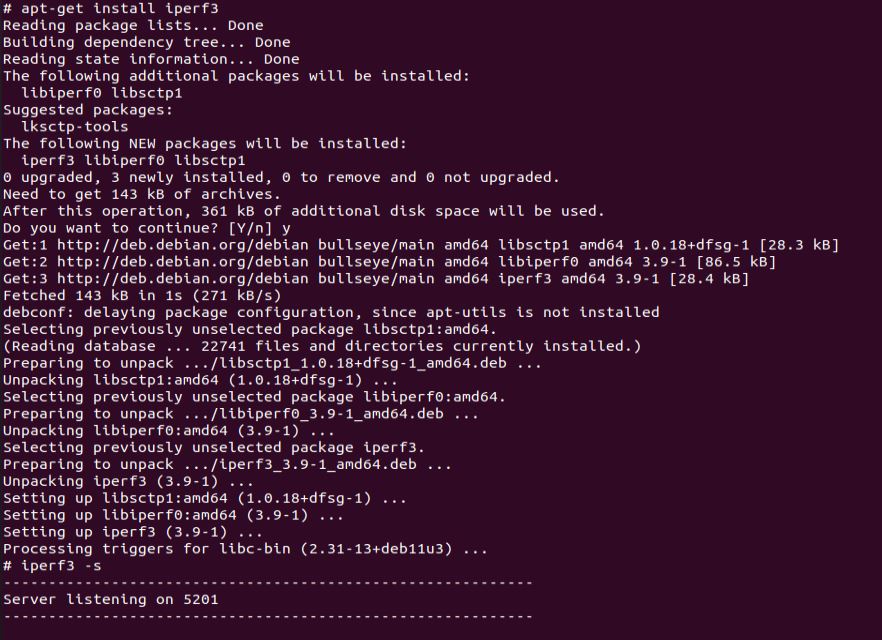 # apt-get install iperf3
Reading package lists... Done
Building dependency tree... Done
Reading state information... Done
The following additional packages will be installed:
  libiperf0 libsctp1
Suggested packages:
  lksctp-tools
The following NEW packages will be installed:
  iperf3 libiperf0 libsctp1
0 upgraded, 3 newly installed, 0 to remove and 0 not upgraded.
Need to get 143 kB of archives.
After this operation, 361 kB of additional disk space will be used.
Do you want to continue? [Y/n] y
Get:1 http://deb.debian.org/debian bullseye/main amd64 libsctp1 amd64 1.0.18+dfsg-1 [28.3 kB]
Get:2 http://deb.debian.org/debian bullseye/main amd64 libiperf0 amd64 3.9-1 [86.5 kB]
Get:3 http://deb.debian.org/debian bullseye/main amd64 iperf3 amd64 3.9-1 [28.4 kB]
Fetched 143 kB in 1s (271 kB/s)
debconf: delaying package configuration, since apt-utils is not installed
Selecting previously unselected package libsctp1:amd64.
(Reading database ... 22741 files and directories currently installed.)
Preparing to unpack .../libsctp1_1.0.18+dfsg-1_amd64.deb ...
Unpacking libsctp1:amd64 (1.0.18+dfsg-1) ...
Selecting previously unselected package libiperf0:amd64.
Preparing to unpack .../libiperf0_3.9-1_amd64.deb ...
Unpacking libiperf0:amd64 (3.9-1) ...
Selecting previously unselected package iperf3.
Preparing to unpack .../iperf3_3.9-1_amd64.deb ...
Unpacking iperf3 (3.9-1) ...
Setting up libsctp1:amd64 (1.0.18+dfsg-1) ...
Setting up libiperf0:amd64 (3.9-1) ...
Setting up iperf3 (3.9-1) ...
Processing triggers for libc-bin (2.31-13+deb11u3) ...
# iperf3 -s
-----------------------------------------------------------
Server listening on 5201
-----------------------------------------------------------